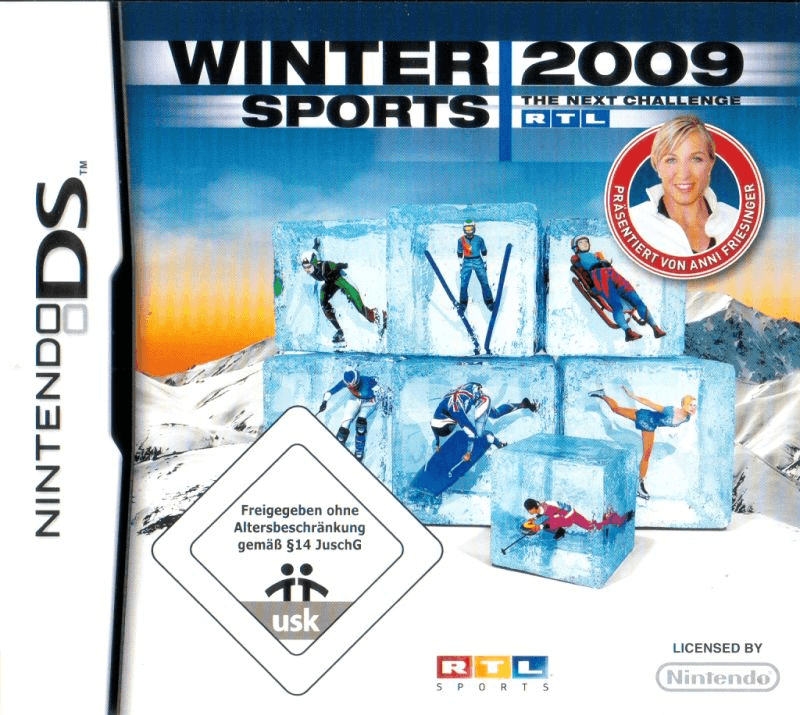 NINTENDO DS™
WINTER
SPORTS
2009
THE NEXT CHALLENGE
RTL
PRÄSENTIERT VON ANNI FRIESINGER
Freigegeben ohne
Altersbeschränkung
gemäß §14 JuschG
usk
RTL
SPORTS
LICENSED BY
Nintendo®